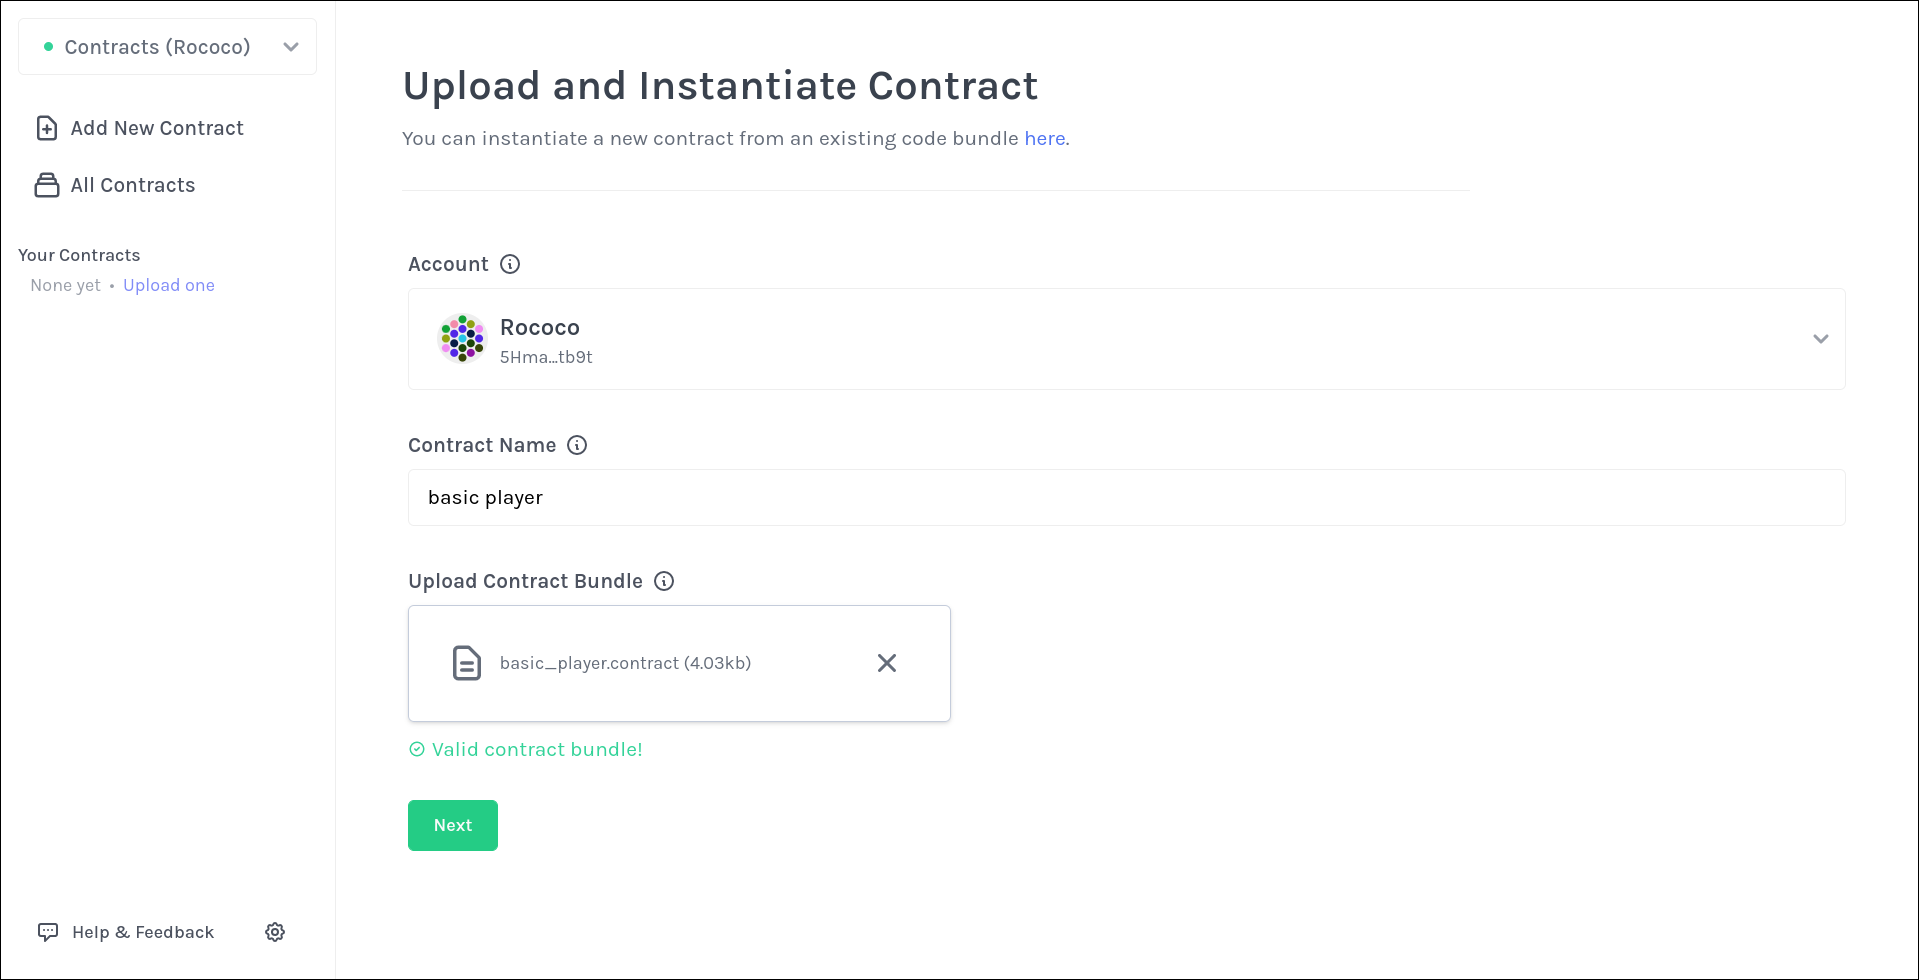 Contracts (Rococo)
Add New Contract
All Contracts
Your Contracts
None yet • Upload one
Help & Feedback
Upload and Instantiate Contract
You can instantiate a new contract from an existing code bundle here.
Account
Rococo
5Hma...tb9t
Contract Name
basic player
Upload Contract Bundle
basic_player.contract (4.03kb)
Valid contract bundle!
Next